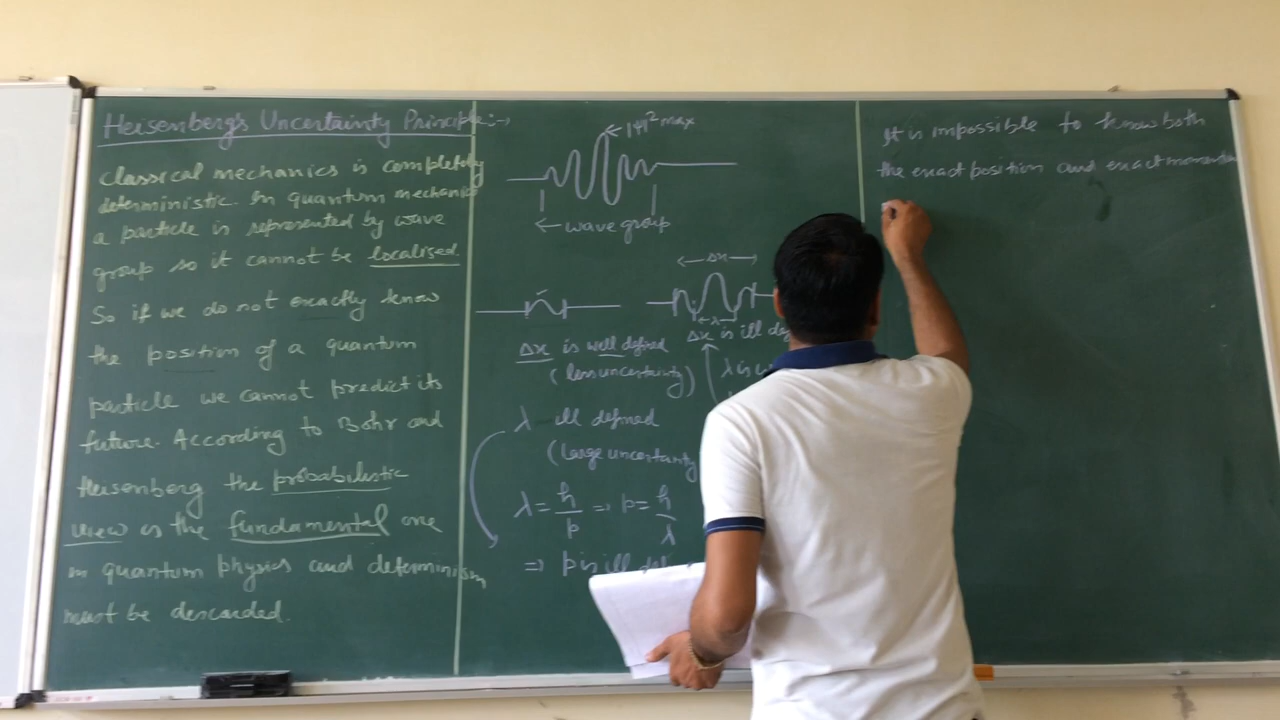 Heisenberg's Uncertainty Principle:→
classical mechanics is completely
deterministic. In quantum mechanics
a particle is represented by wave
group so it cannot be localised.
So if we do not exactly know
the position of a quantum
particle we cannot predict its
future. According to Bohr and
Heisenberg the probabilistic
view is the fundamental one
in quantum physics and determinism
must be descarded.
← |Ψ|² max
← wave group
← Δx →
← λ →
Δx is well defined
(less uncertainty)
Δx is ill
λ is
λ ill defined
(large uncertainty
λ = h/p ⇒ p = h/λ
⇒ p is ill def
It is impossible to know both
the exact position and exact momentum